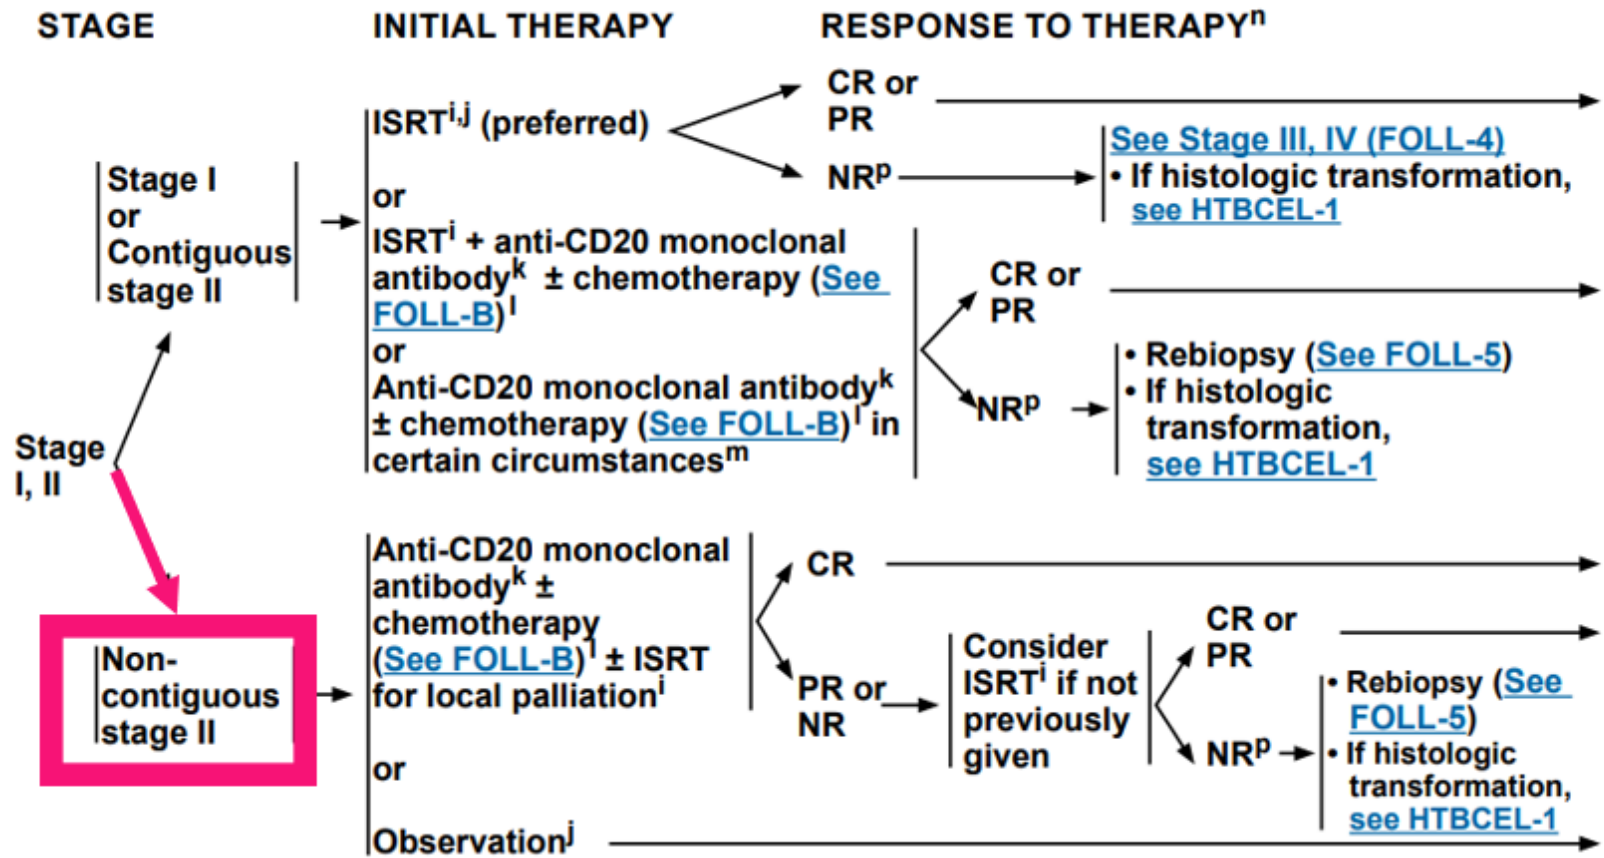 STAGE
INITIAL THERAPY
RESPONSE TO THERAPYⁿ
Stage
I, II
Stage I
or
Contiguous
stage II
ISRTⁱ,ʲ (preferred)
or
ISRTⁱ + anti-CD20 monoclonal
antibodyᵏ ± chemotherapy (See
FOLL-B)ˡ
or
Anti-CD20 monoclonal antibodyᵏ
± chemotherapy (See FOLL-B)ˡ in
certain circumstancesᵐ
CR or
PR
NRᵖ
See Stage III, IV (FOLL-4)
• If histologic transformation,
see HTBCEL-1
CR or
PR
NRᵖ
• Rebiopsy (See FOLL-5)
• If histologic
transformation,
see HTBCEL-1
Non-
contiguous
stage II
Anti-CD20 monoclonal
antibodyᵏ ±
chemotherapy
(See FOLL-B)ˡ ± ISRT
for local palliationⁱ
or
Observationʲ
CR
PR or
NR
Consider
ISRTⁱ if not
previously
given
CR or
PR
NRᵖ
• Rebiopsy (See
FOLL-5)
• If histologic
transformation,
see HTBCEL-1